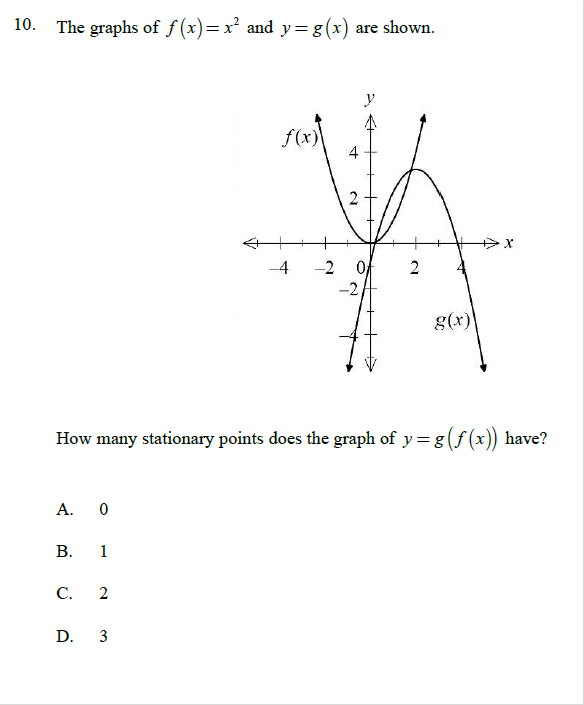 10. The graphs of f(x)=x² and y=g(x) are shown.
y
f(x)
4
2
x
-4 -2 0 2 4
-2
g(x)
-4
How many stationary points does the graph of y=g(f(x)) have?
A. 0
B. 1
C. 2
D. 3